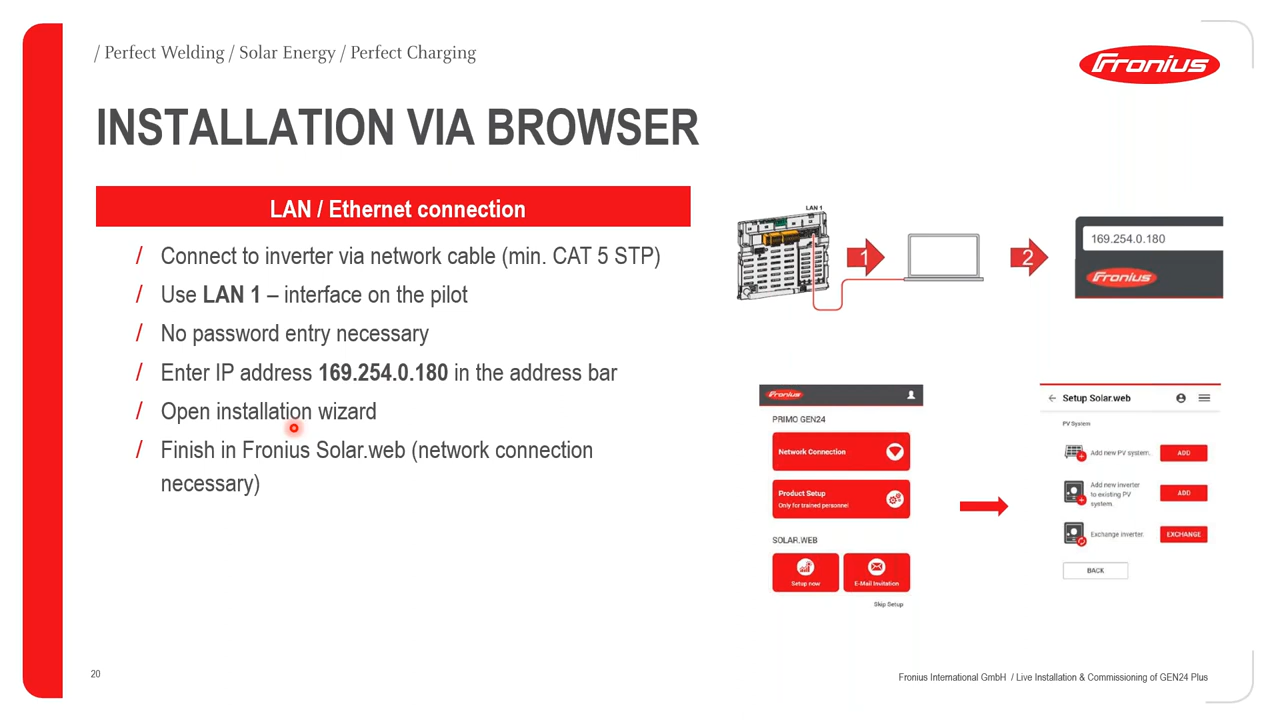 / Perfect Welding / Solar Energy / Perfect Charging
Fronius
INSTALLATION VIA BROWSER
LAN / Ethernet connection
/ Connect to inverter via network cable (min. CAT 5 STP)
/ Use LAN 1 – interface on the pilot
/ No password entry necessary
/ Enter IP address 169.254.0.180 in the address bar
/ Open installation wizard
/ Finish in Fronius Solar.web (network connection
necessary)
LAN 1
1
2
169.254.0.180
Fronius
Fronius
PRIMO GEN24
Network Connection
Product Setup
Only for trained personnel
SOLAR.WEB
Setup now
E-Mail Invitation
Skip Setup
Setup Solar.web
PV System
Add new PV system.
ADD
Add new inverter
to existing PV
system.
ADD
Exchange inverter.
EXCHANGE
BACK
20
Fronius International GmbH / Live Installation & Commissioning of GEN24 Plus